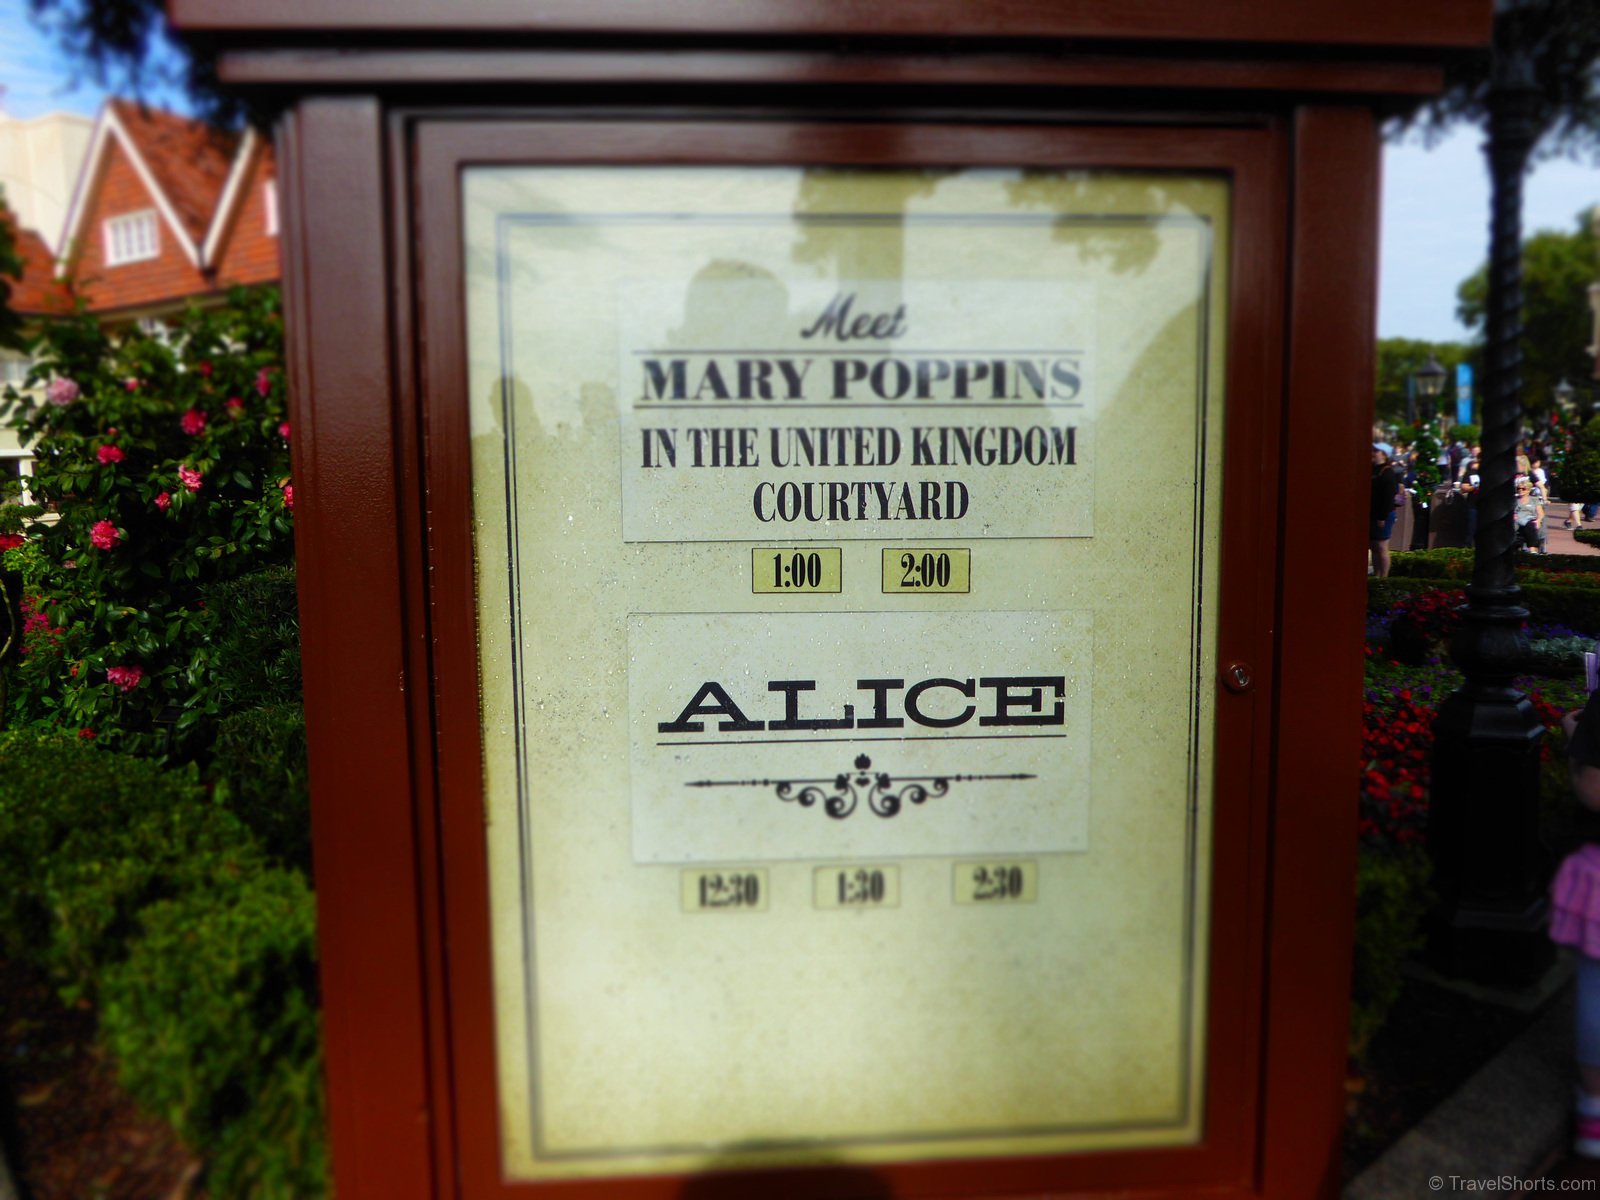 Meet
MARY POPPINS
IN THE UNITED KINGDOM
COURTYARD
1:00 2:00
ALICE
12:30 1:30 2:30
© TravelShorts.com